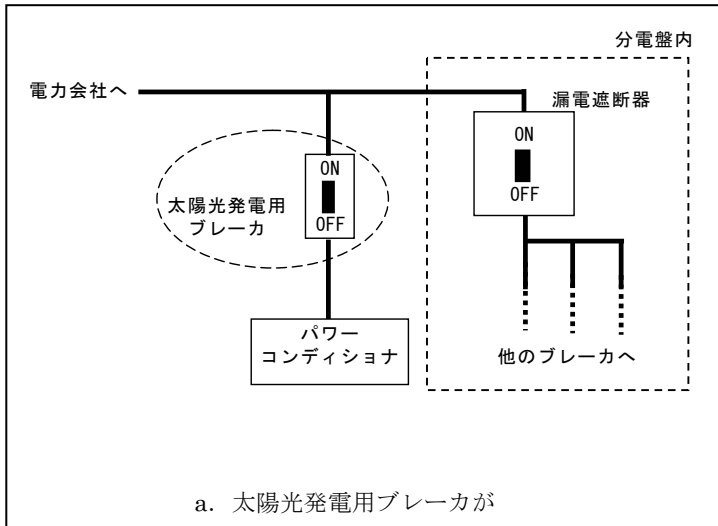 分電盤内
電力会社へ
漏電遮断器
ON
OFF
太陽光発電用
ブレーカ
ON
OFF
パワー
コンディショナ
他のブレーカへ
a. 太陽光発電用ブレーカが